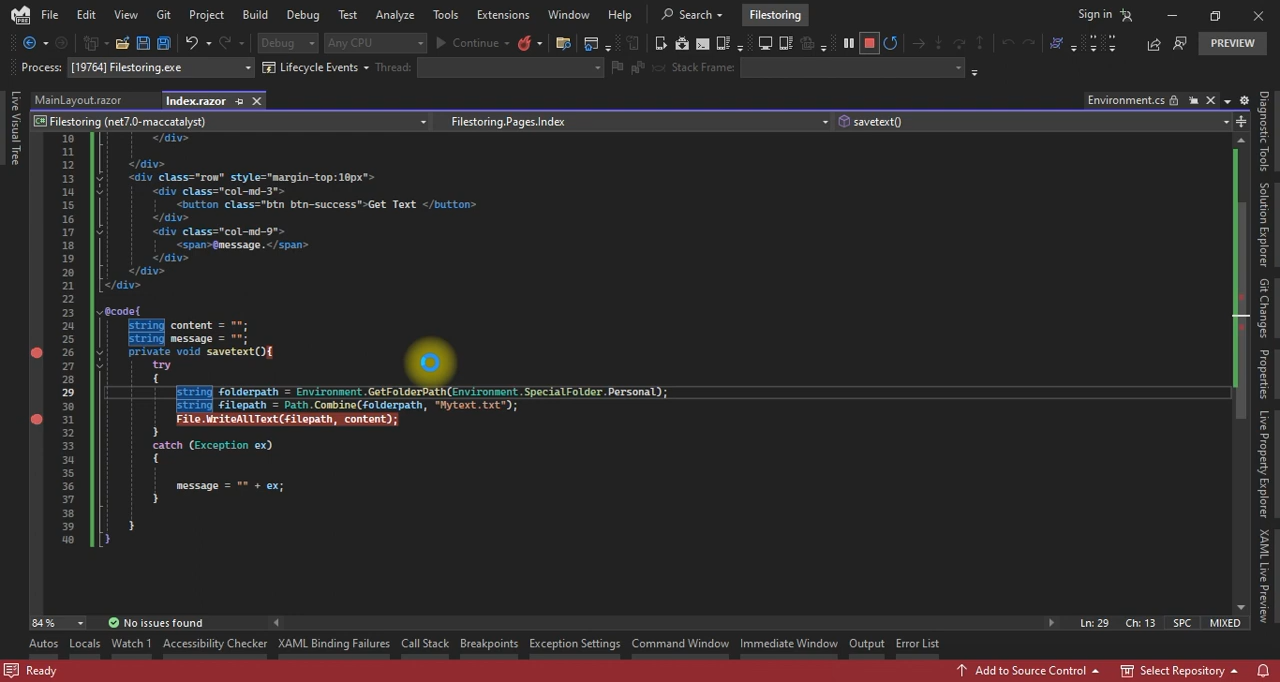 File Edit View Git Project Build Debug Test Analyze Tools Extensions Window Help Search Filestoring Sign in
Debug Any CPU Continue PREVIEW
Process: [19764] Filestoring.exe Lifecycle Events Thread: Stack Frame:
MainLayout.razor Index.razor Environment.cs
Filestoring (net7.0-maccatalyst) Filestoring.Pages.Index savetext()
Live Visual Tree
10 </div>
11
12 </div>
13 <div class="row" style="margin-top:10px">
14 <div class="col-md-3">
15 <button class="btn btn-success">Get Text </button>
16 </div>
17 <div class="col-md-9">
18 <span>@message.</span>
19 </div>
20 </div>
21 </div>
22
23 @code{
24 string content = "";
25 string message = "";
26 private void savetext(){
27 try
28 {
29 string folderpath = Environment.GetFolderPath(Environment.SpecialFolder.Personal);
30 string filepath = Path.Combine(folderpath, "Mytext.txt");
31 File.WriteAllText(filepath, content);
32 }
33 catch (Exception ex)
34 {
35
36 message = "" + ex;
37 }
38
39 }
40 }
Diagnostic Tools
Solution Explorer
Git Changes
Properties
Live Property Explorer
XAML Live Preview
84 % No issues found Ln: 29 Ch: 13 SPC MIXED
Autos Locals Watch 1 Accessibility Checker XAML Binding Failures Call Stack Breakpoints Exception Settings Command Window Immediate Window Output Error List
Ready Add to Source Control Select Repository